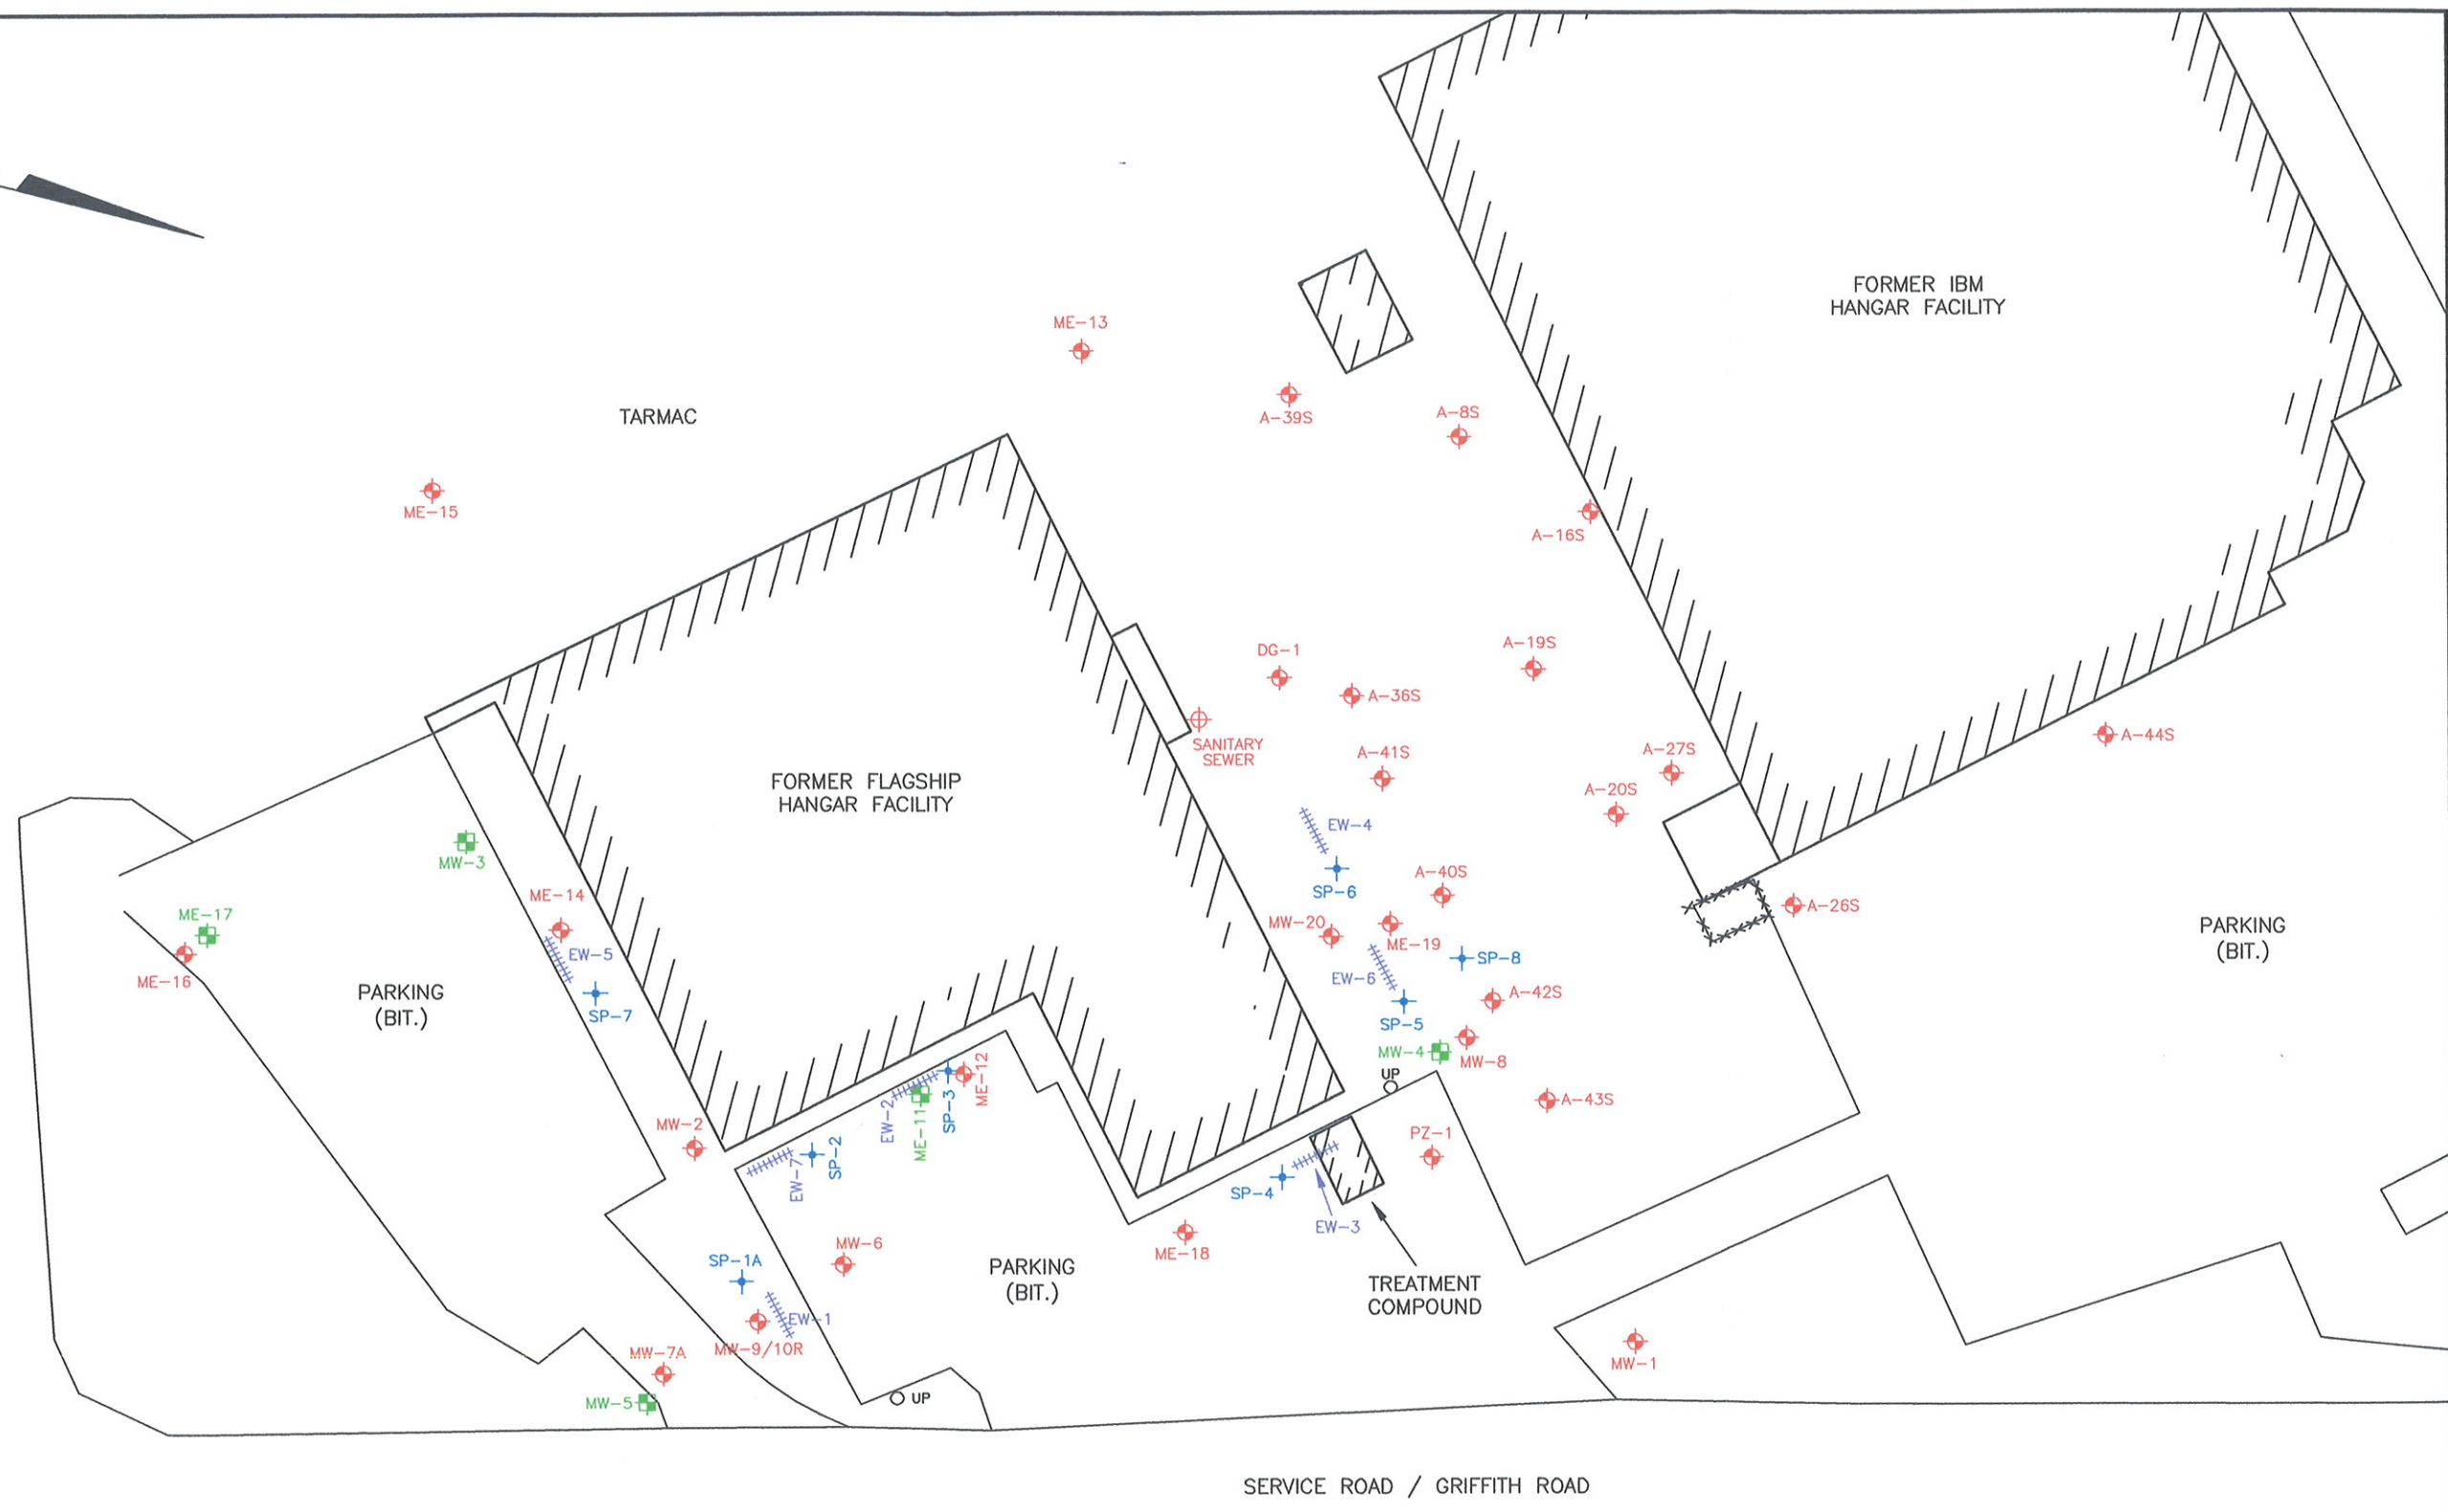 FORMER IBM
HANGAR FACILITY
ME-13
A-39S
A-8S
TARMAC
ME-15
A-16S
DG-1
A-19S
A-36S
SANITARY
SEWER
A-41S
A-27S
A-44S
FORMER FLAGSHIP
HANGAR FACILITY
A-20S
EW-4
MW-3
A-40S
SP-6
ME-14
ME-17
A-26S
MW-20
PARKING
(BIT.)
ME-19
EW-5
SP-8
ME-16
EW-6
PARKING
(BIT.)
A-42S
SP-7
SP-5
MW-4
MW-8
UP
ME-12
SP-3
EW-2
ME-11
A-43S
MW-2
PZ-1
SP-2
EW-7
SP-4
EW-3
MW-6
ME-18
SP-1A
PARKING
(BIT.)
TREATMENT
COMPOUND
EW-1
MW-9/10R
MW-7A
MW-1
MW-5
UP
SERVICE ROAD / GRIFFITH ROAD